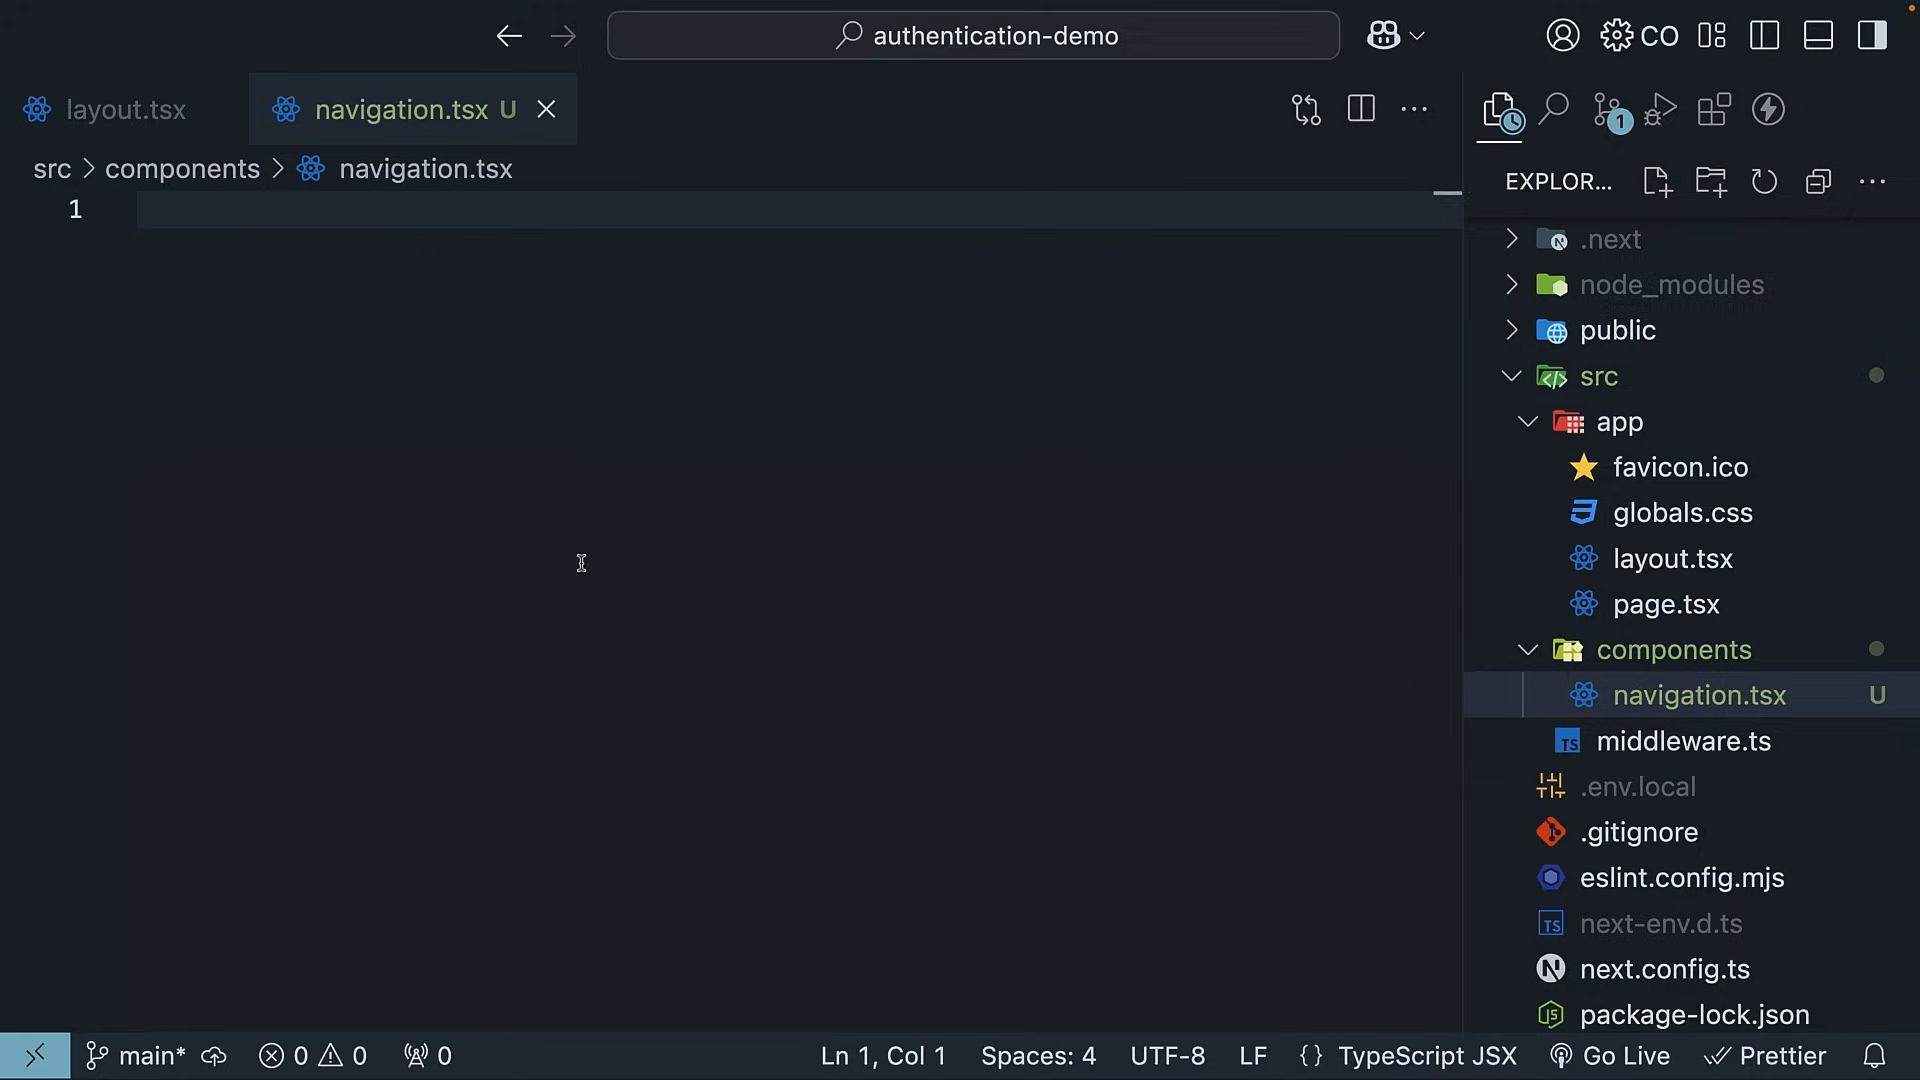 authentication-demo
CO
layout.tsx
navigation.tsx U
1
src > components > navigation.tsx
EXPLOR...
1
.next
node_modules
public
src
app
favicon.ico
globals.css
layout.tsx
page.tsx
components
navigation.tsx U
middleware.ts
.env.local
.gitignore
eslint.config.mjs
next-env.d.ts
next.config.ts
package-lock.json
main* 0 0 0 Ln 1, Col 1 Spaces: 4 UTF-8 LF {} TypeScript JSX Go Live Prettier